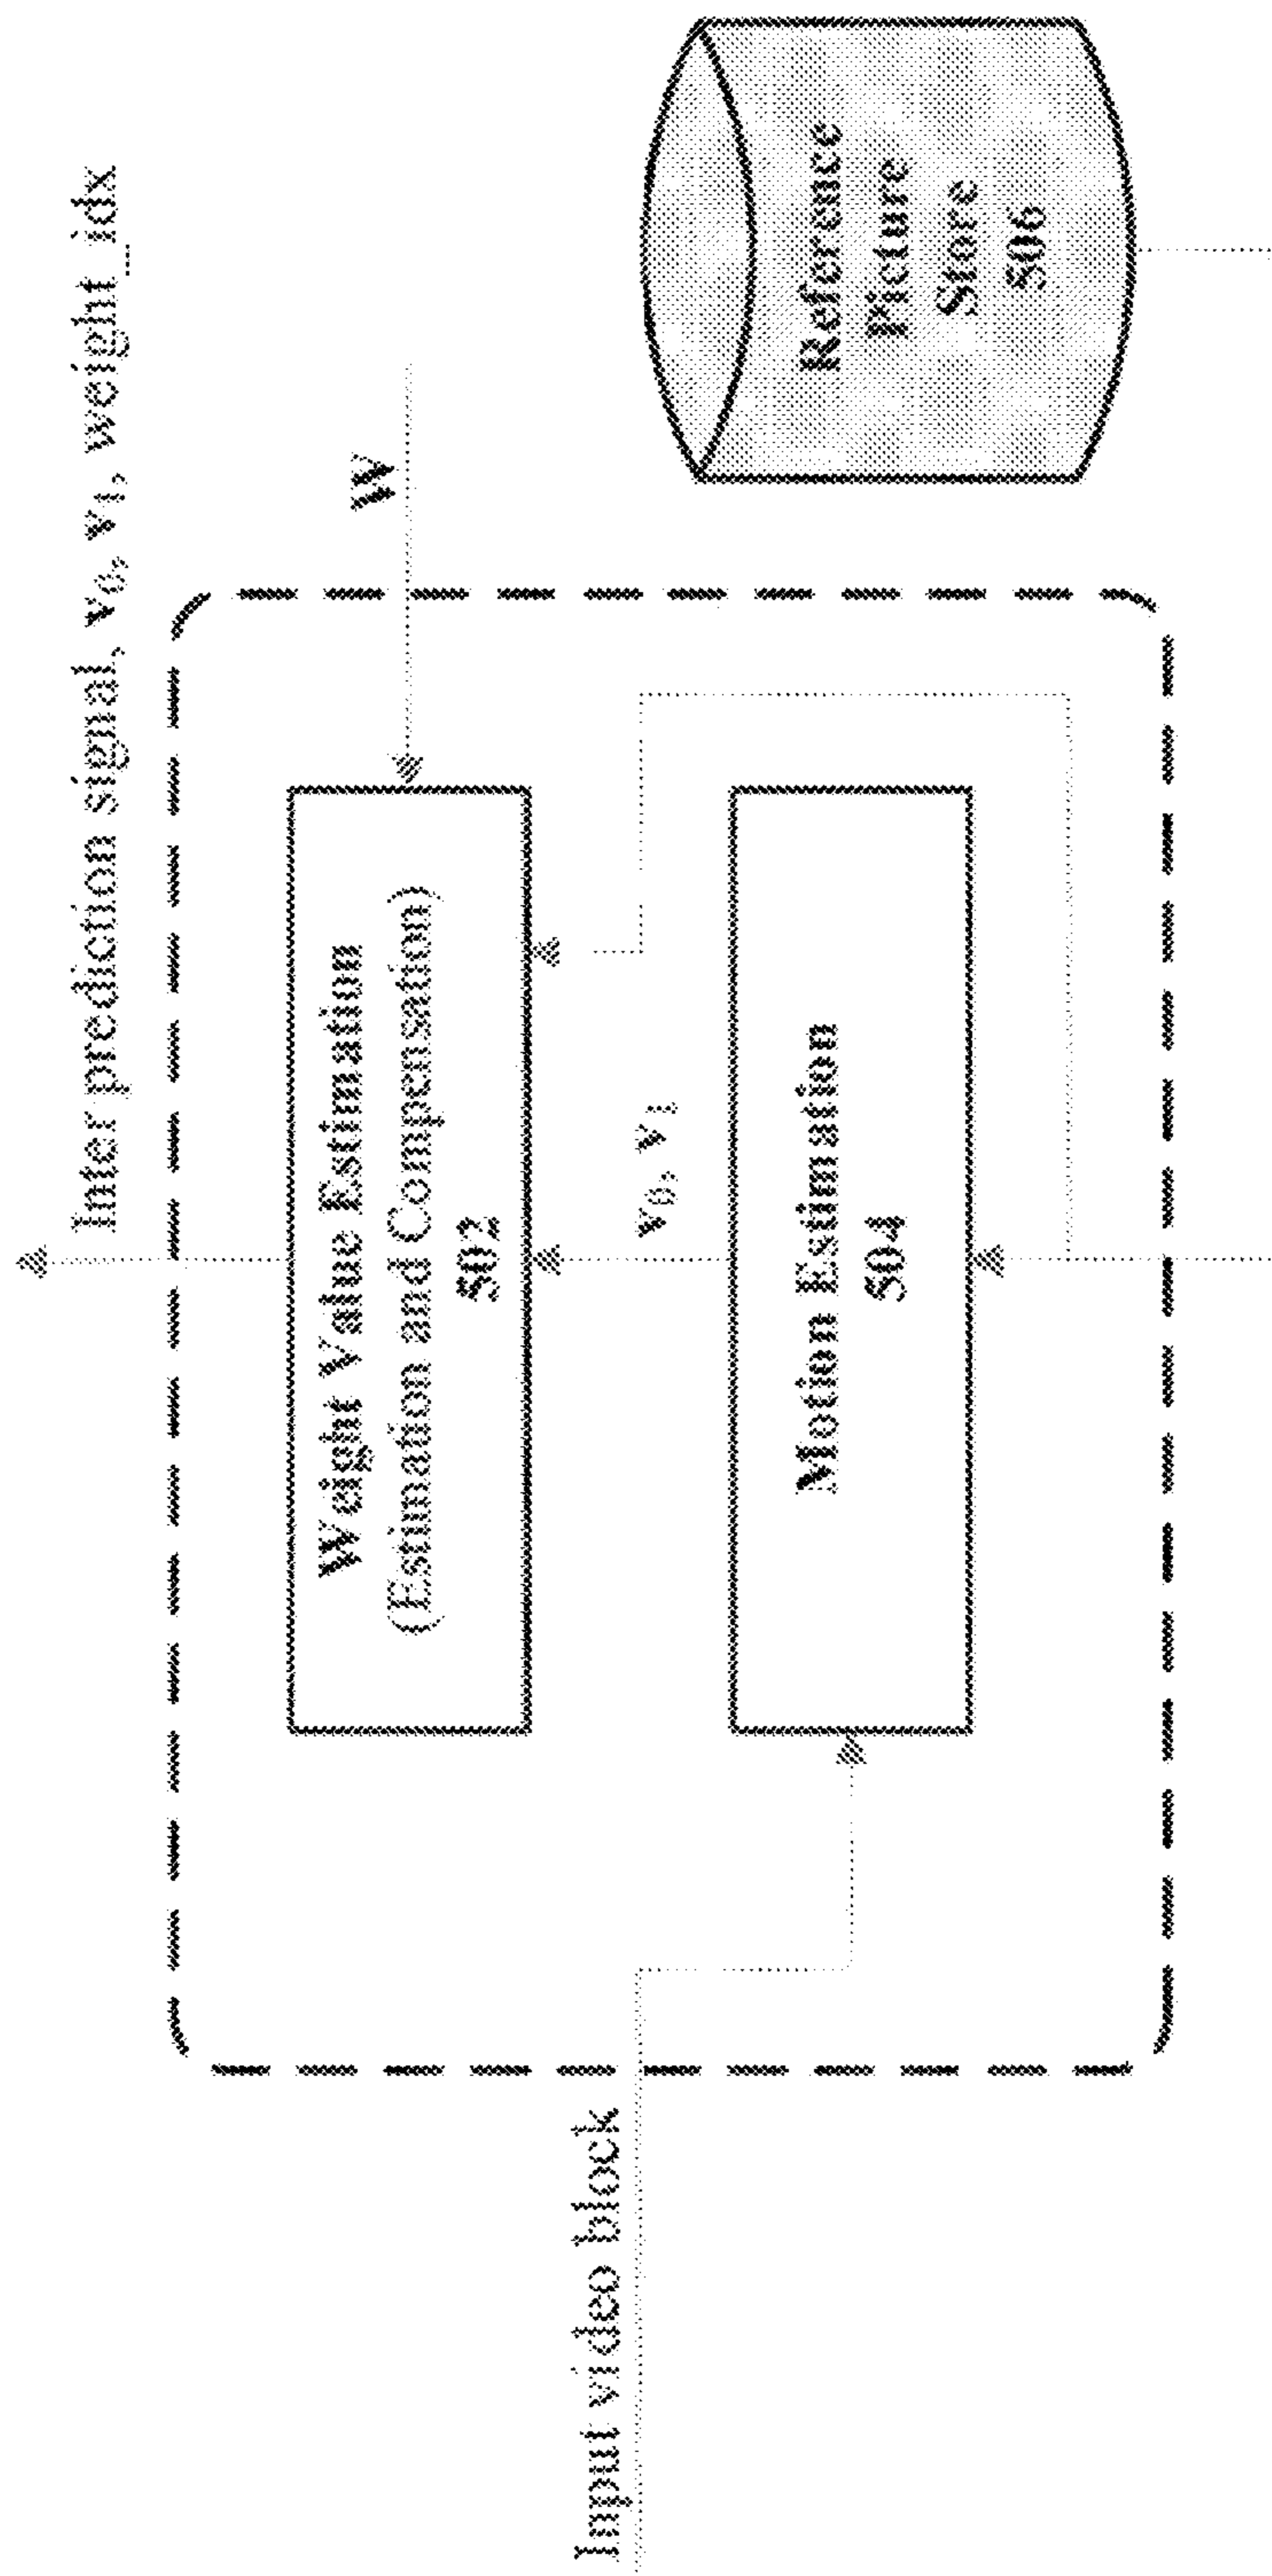 Inter prediction signal, v0, v1, weight_idx
W
Weight Value Estimation
(Estimation and Compensation)
502
v0, v1
Motion Estimation
504
Input video block
Reference
Picture
Store
506